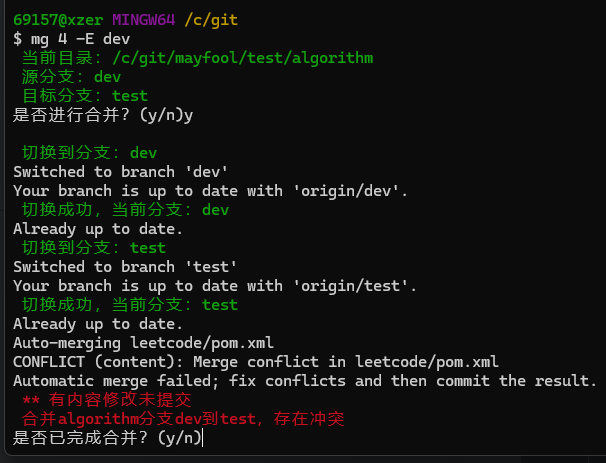 69157@xzer MINGW64 /c/git
$ mg 4 -E dev
当前目录：/c/git/mayfool/test/algorithm
源分支：dev
目标分支：test
是否进行合并？(y/n)y
切换到分支：dev
Switched to branch 'dev'
Your branch is up to date with 'origin/dev'.
切换成功，当前分支：dev
Already up to date.
切换到分支：test
Switched to branch 'test'
Your branch is up to date with 'origin/test'.
切换成功，当前分支：test
Already up to date.
Auto-merging leetcode/pom.xml
CONFLICT (content): Merge conflict in leetcode/pom.xml
Automatic merge failed; fix conflicts and then commit the result.
** 有内容修改未提交
合并algorithm分支dev到test，存在冲突
是否已完成合并？(y/n)